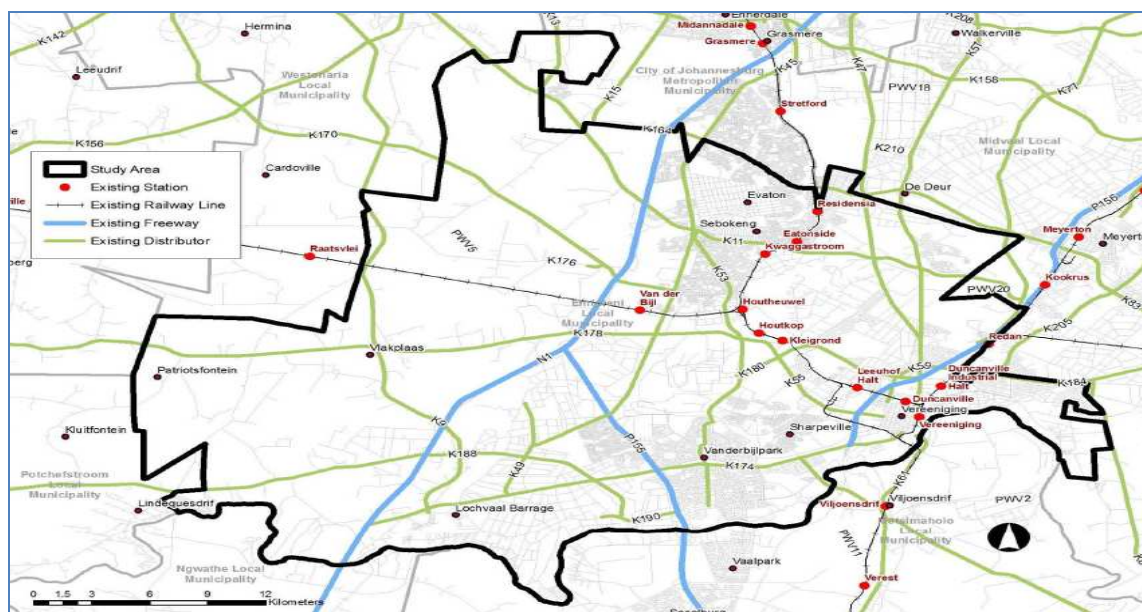 K142
Hermina
K13
Ennerdale
Midannadale
Grasmere
Grasmere
K208
Walkerville
K57
Leeudrif
Westonaria
Local
Municipality
City of Johannesburg
Metropolitan
Municipality
K45
K47
K158
K71
K15
PWV18
Stretford
K156
K170
K164
K210
Midvaal Local
Municipality
Study Area
Existing Station
Existing Railway Line
Existing Freeway
Existing Distributor
Cardoville
Evaton
De Deur
P156
Residensia
Sebokeng
Meyerton
Meyerton
Raatsvlei
PWV5
Eatonside
K11
Kwaggastroom
K176
K53
Kookrus
Van der
Bijl
PWV20
K83
Emfuleni
Local
Municipality
Houtheuwel
K178
Houtkop
Kleigrond
K205
Redan
Vlakplaas
N1
K180
K55
K59
Patriotsfontein
Leeuhof
Halt
Duncanville
Industrial
Halt
K184
Duncanville
Vereeniging
Vereeniging
K9
P155
Sharpeville
Kluitfontein
K188
K49
Vanderbijlpark
K174
Potchefstroom
Local
Municipality
K61
Lindequesdrif
Lochvaal Barrage
K190
Viljoensdrif
Viljoensdrif
PWV2
Metsimaholo
Local
Municipality
Ngwathe Local
Municipality
Vaalpark
PWV11
Verest
0 1.5 3 6 9 12
Kilometers